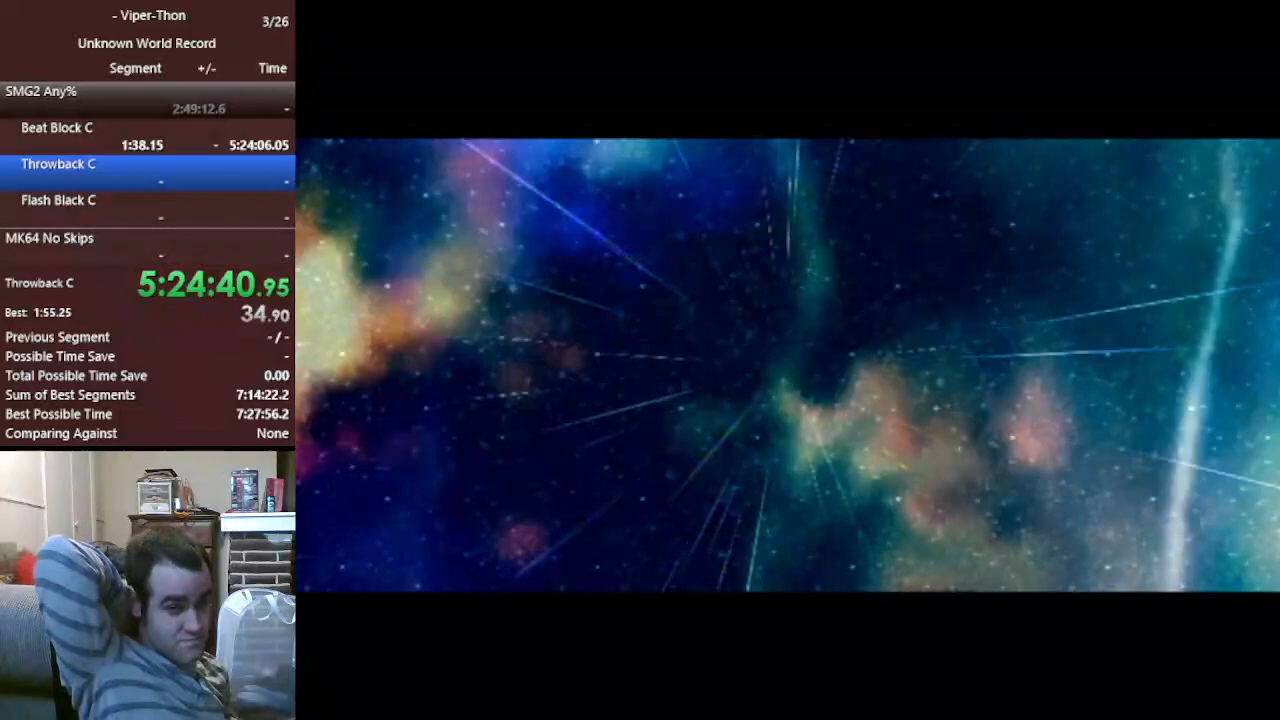 - Viper-Thon
3/26
Unknown World Record
Segment +/- Time
SMG2 Any%
2:49:12.6 -
Beat Block C
1:38.15 - 5:24:06.05
Throwback C
- -
Flash Black C
- -
MK64 No Skips
- -
Throwback C 5:24:40.95
Best: 1:55.25 34.90
Previous Segment - / -
Possible Time Save -
Total Possible Time Save 0.00
Sum of Best Segments 7:14:22.2
Best Possible Time 7:27:56.2
Comparing Against None